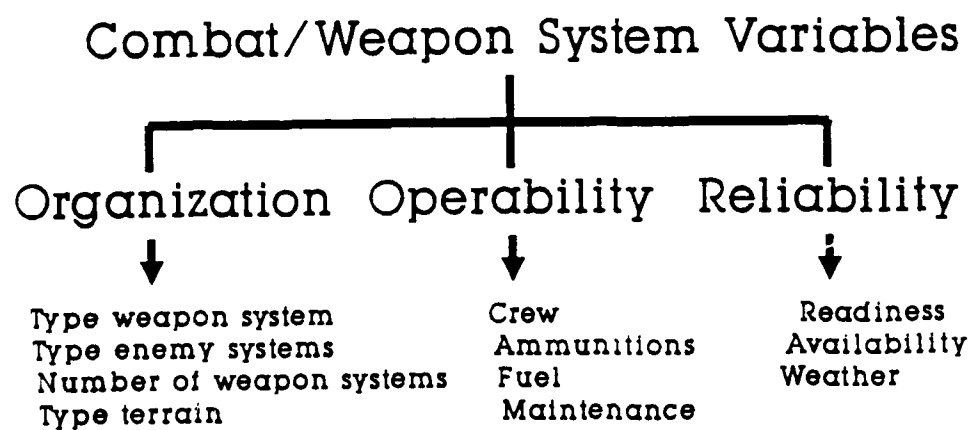 Combat/Weapon System Variables
Organization Operability Reliability
Type weapon system
Type enemy systems
Number of weapon systems
Type terrain
Crew
Ammunitions
Fuel
Maintenance
Readiness
Availability
Weather